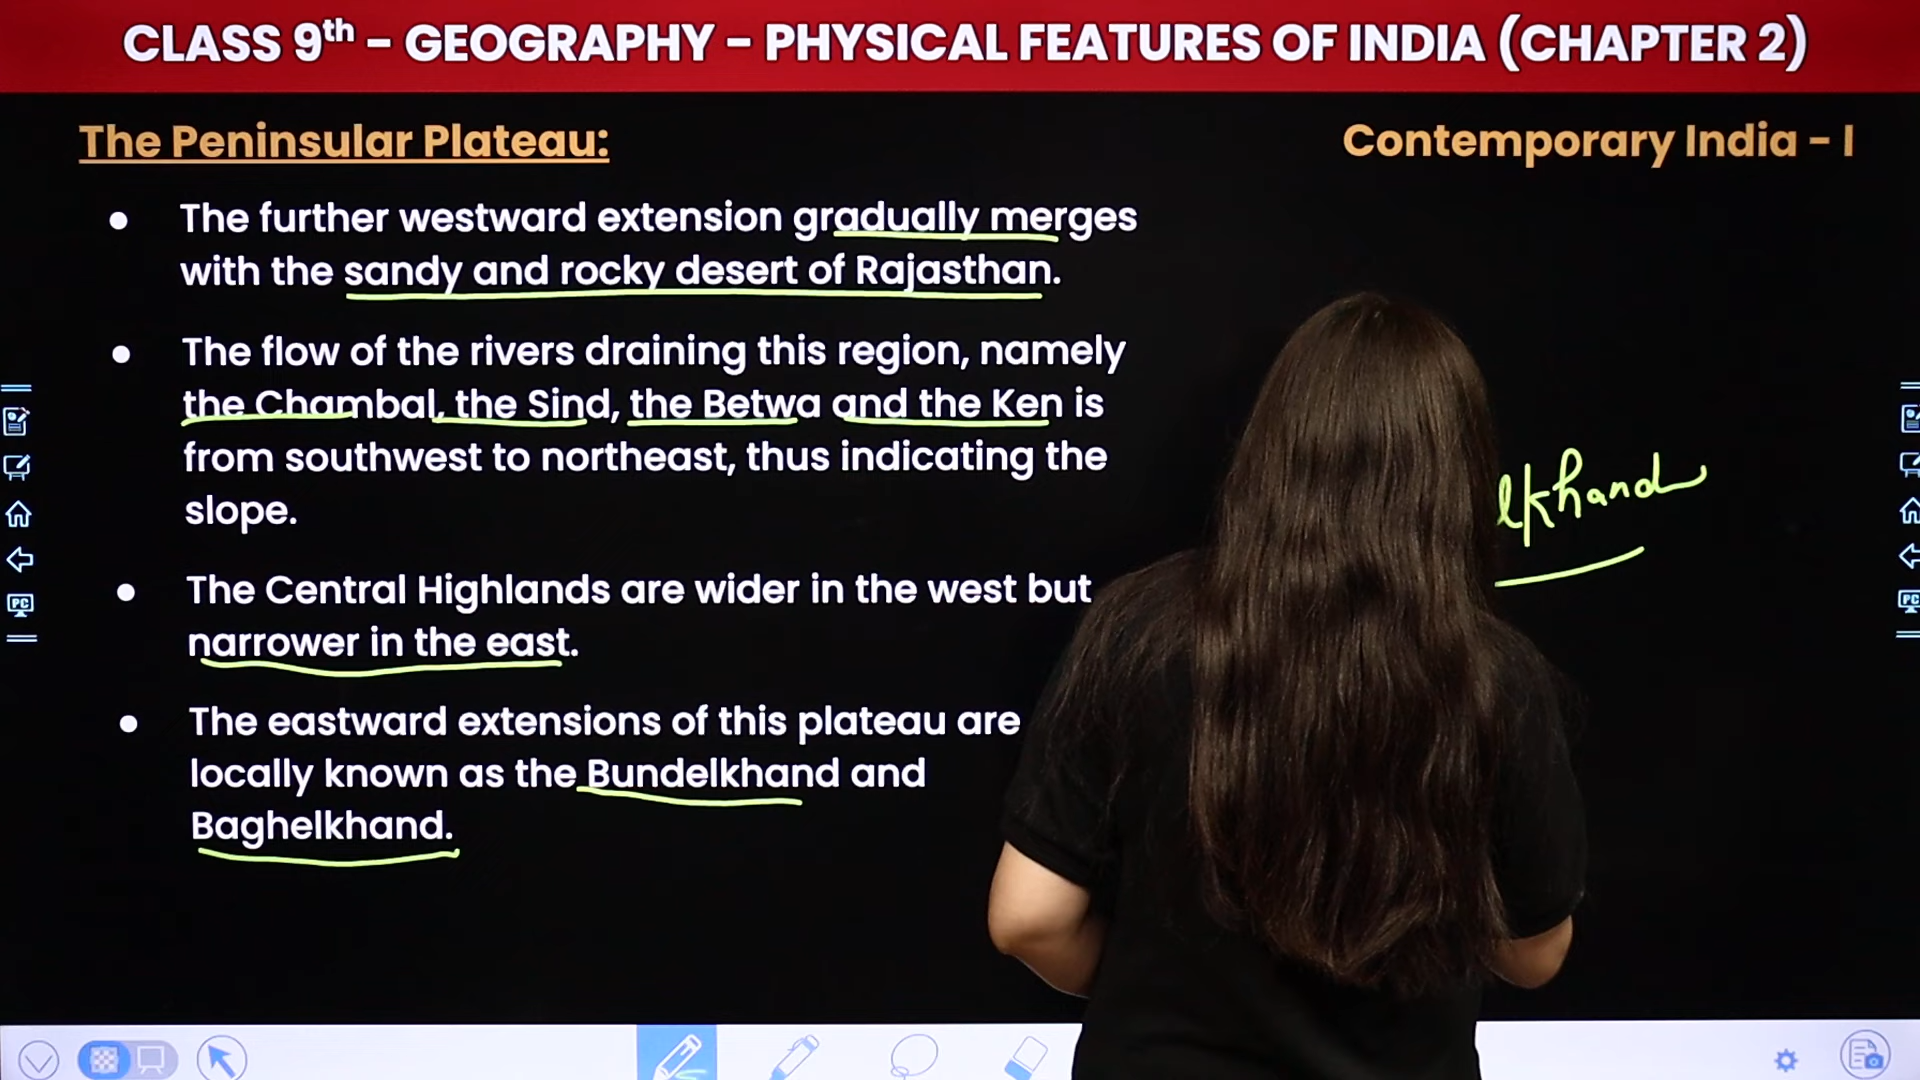 CLASS 9th - GEOGRAPHY - PHYSICAL FEATURES OF INDIA (CHAPTER 2)
The Peninsular Plateau:
Contemporary India - I
● The further westward extension gradually merges
with the sandy and rocky desert of Rajasthan.
● The flow of the rivers draining this region, namely
the Chambal, the Sind, the Betwa and the Ken is
from southwest to northeast, thus indicating the
slope.
lkhand
● The Central Highlands are wider in the west but
narrower in the east.
● The eastward extensions of this plateau are
locally known as the Bundelkhand and
Baghelkhand.
PC
PC